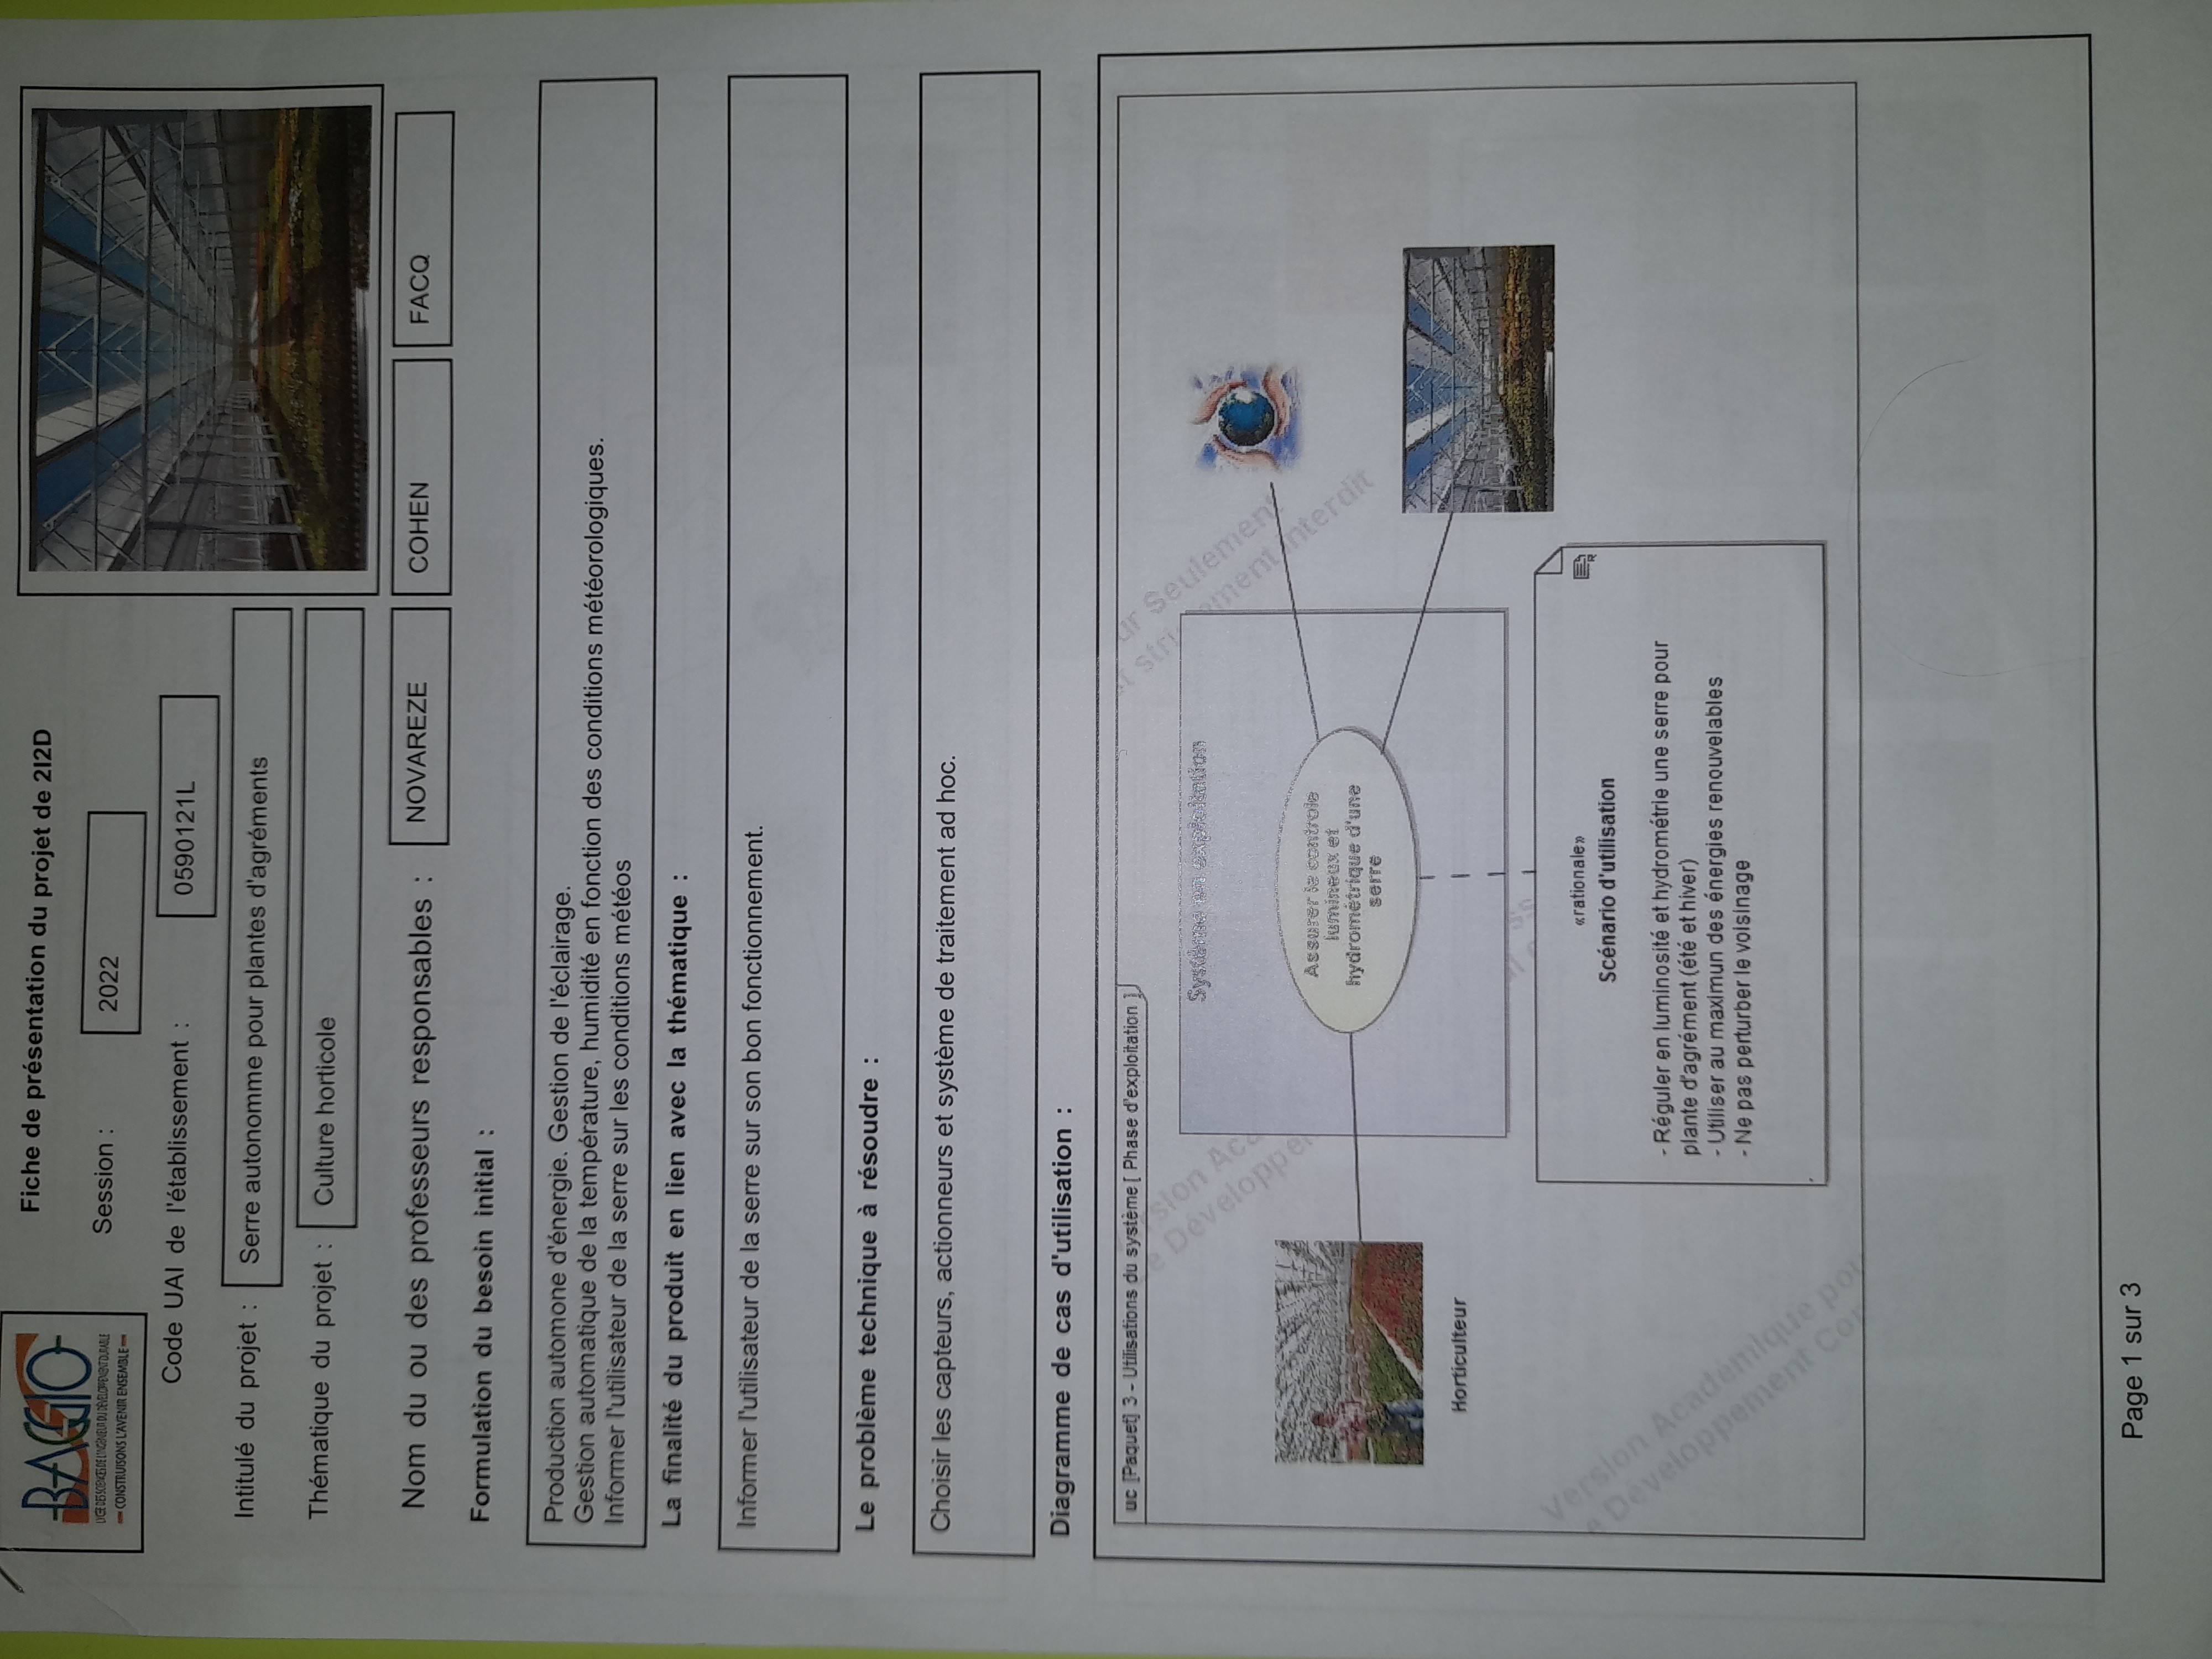 BAGGIO
LYCEE DES SCIENCES DE L'INGENIEUR DU DÉVELOPPEMENT DURABLE
CONSTRUISONS L'AVENIR ENSEMBLE
Fiche de présentation du projet de 2I2D
Session :
2022
Code UAI de l'établissement :
0590121L
Intitulé du projet :
Serre autonomme pour plantes d'agréments
Thématique du projet :
Culture horticole
Nom du ou des professeurs responsables :
NOVAREZE
COHEN
FACQ
Formulation du besoin initial :
Production automone d'énergie. Gestion de l'éclairage.
Gestion automatique de la température, humidité en fonction des conditions météorologiques.
Informer l'utilisateur de la serre sur les conditions météos
La finalité du produit en lien avec la thématique :
Informer l'utilisateur de la serre sur son bon fonctionnement.
Le problème technique à résoudre :
Choisir les capteurs, actionneurs et système de traitement ad hoc.
Diagramme de cas d'utilisation :
uc [Paquet] 3 - Utilisations du système [ Phase d'exploitation ]
Système en exploitation
Assurer le controle
lumineux et
hydrométrique d'une
serre
Horticulteur
«rationale»
Scénario d'utilisation
- Réguler en luminosité et hydrométrie une serre pour
plante d'agrément (été et hiver)
- Utiliser au maximun des énergies renouvelables
- Ne pas perturber le voisinage
Version Académique pour
Développement
ur Seulement
interdit
Page 1 sur 3